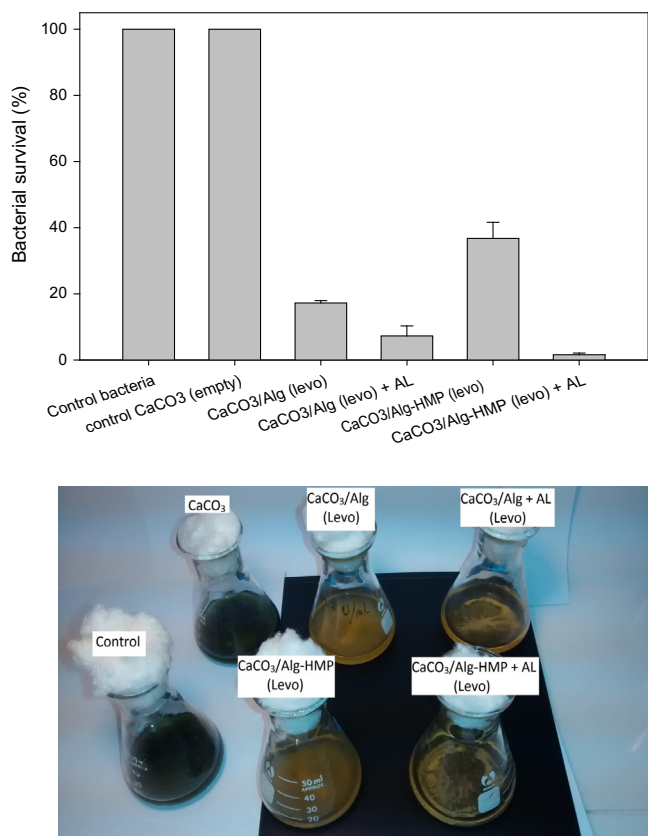 Bacterial survival (%)
100
80
60
40
20
0
Control bacteria
control CaCO3 (empty)
CaCO3/Alg (levo)
CaCO3/Alg (levo) + AL
CaCO3/Alg-HMP (levo)
CaCO3/Alg-HMP (levo) + AL
CaCO₃
CaCO₃/Alg
(Levo)
CaCO₃/Alg + AL
(Levo)
Control
CaCO₃/Alg-HMP
(Levo)
CaCO₃/Alg-HMP + AL
(Levo)
50 ml
APPROX.
40
30
20